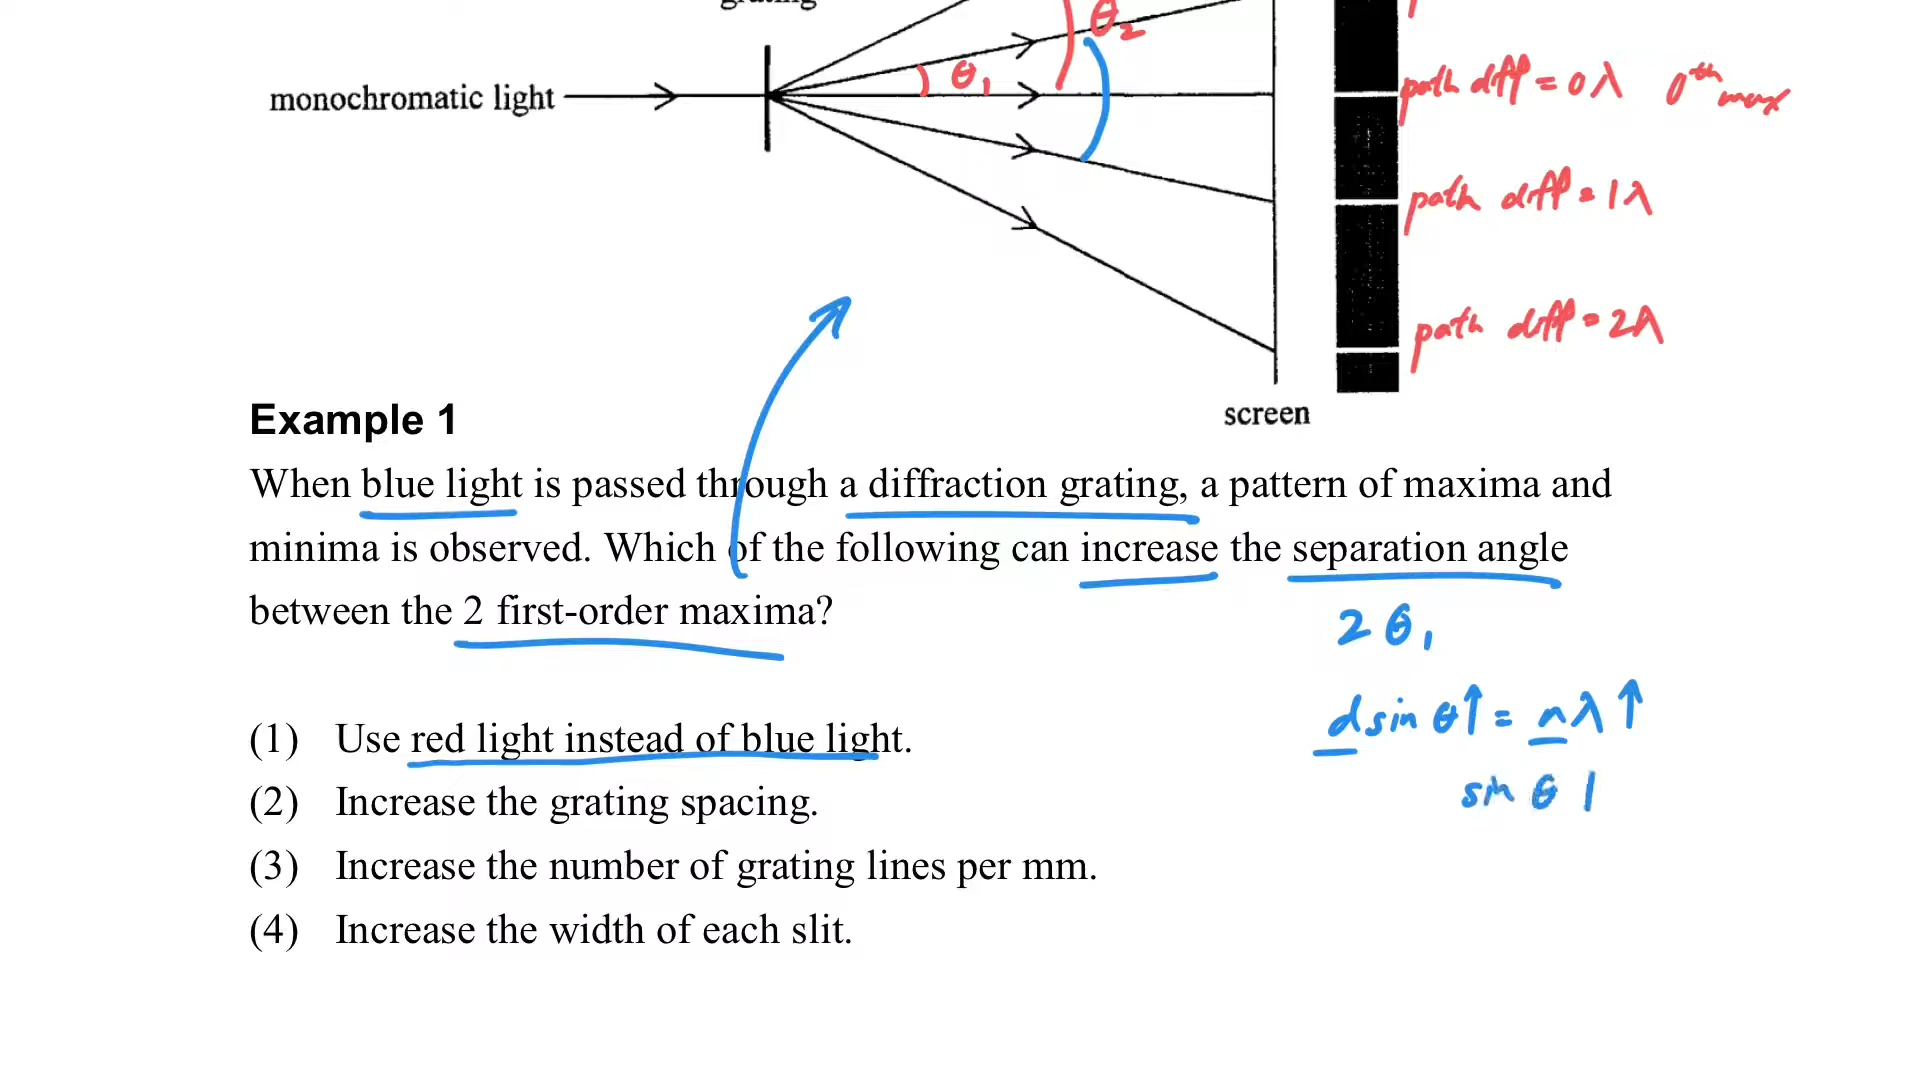 grating
θ₂
path diff = 0λ 0th max
monochromatic light
θ₁
path diff = 1λ
path diff = 2λ
screen
Example 1
When blue light is passed through a diffraction grating, a pattern of maxima and
minima is observed. Which of the following can increase the separation angle
between the 2 first-order maxima?
2θ₁
d sin θ↑ = nλ↑
sin θ |
(1) Use red light instead of blue light.
(2) Increase the grating spacing.
(3) Increase the number of grating lines per mm.
(4) Increase the width of each slit.